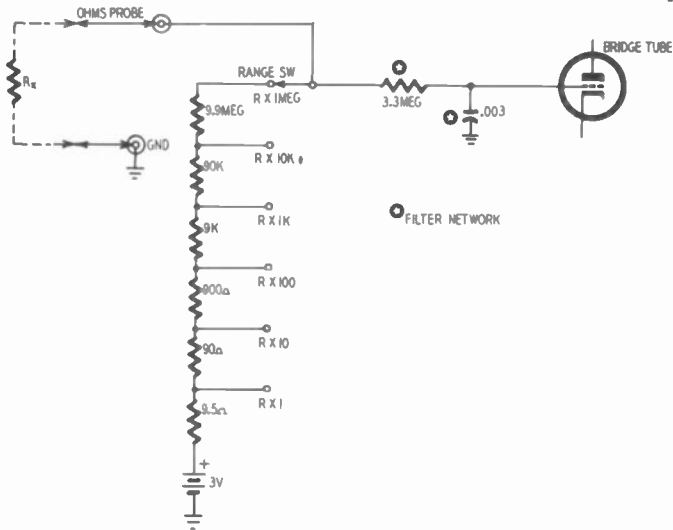 OHMS PROBE
BRIDGE TUBE
RANGE SW
R X 1MEG
Rx
9.9MEG
3.3MEG
.003
GND
R X 10K
90K
R X 1K
9K
FILTER NETWORK
R X 100
900Ω
R X 10
90Ω
R X 1
9.5Ω
+
3V